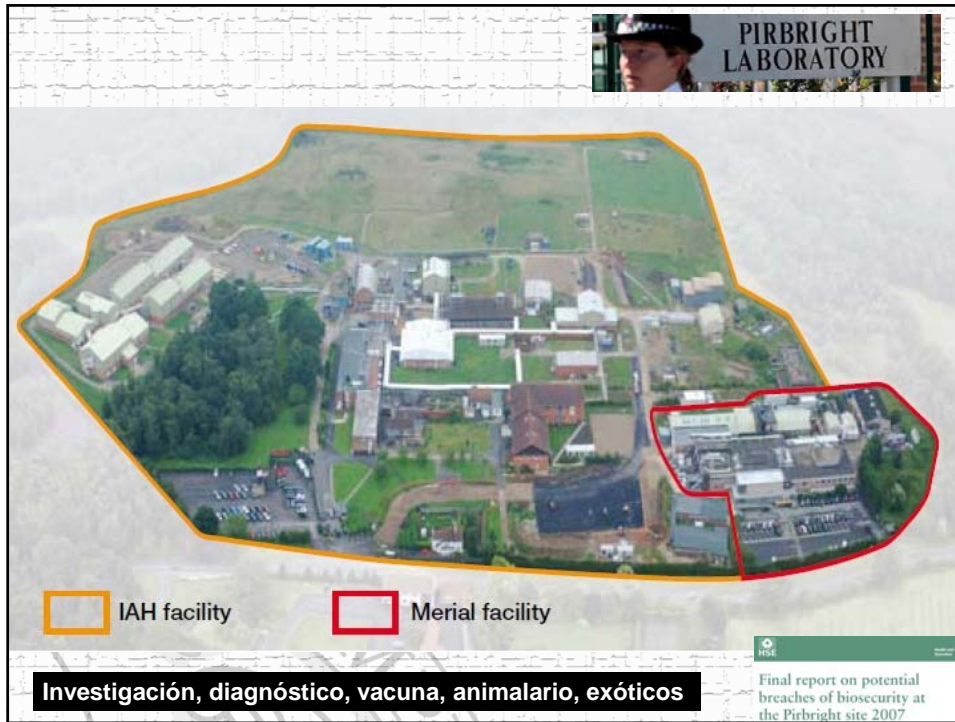 PIRBRIGHT
LABORATORY
IAH facility
Merial facility
Investigación, diagnóstico, vacuna, animalario, exóticos
HSE
Final report on potential
breaches of biosecurity at
the Pirbright site 2007